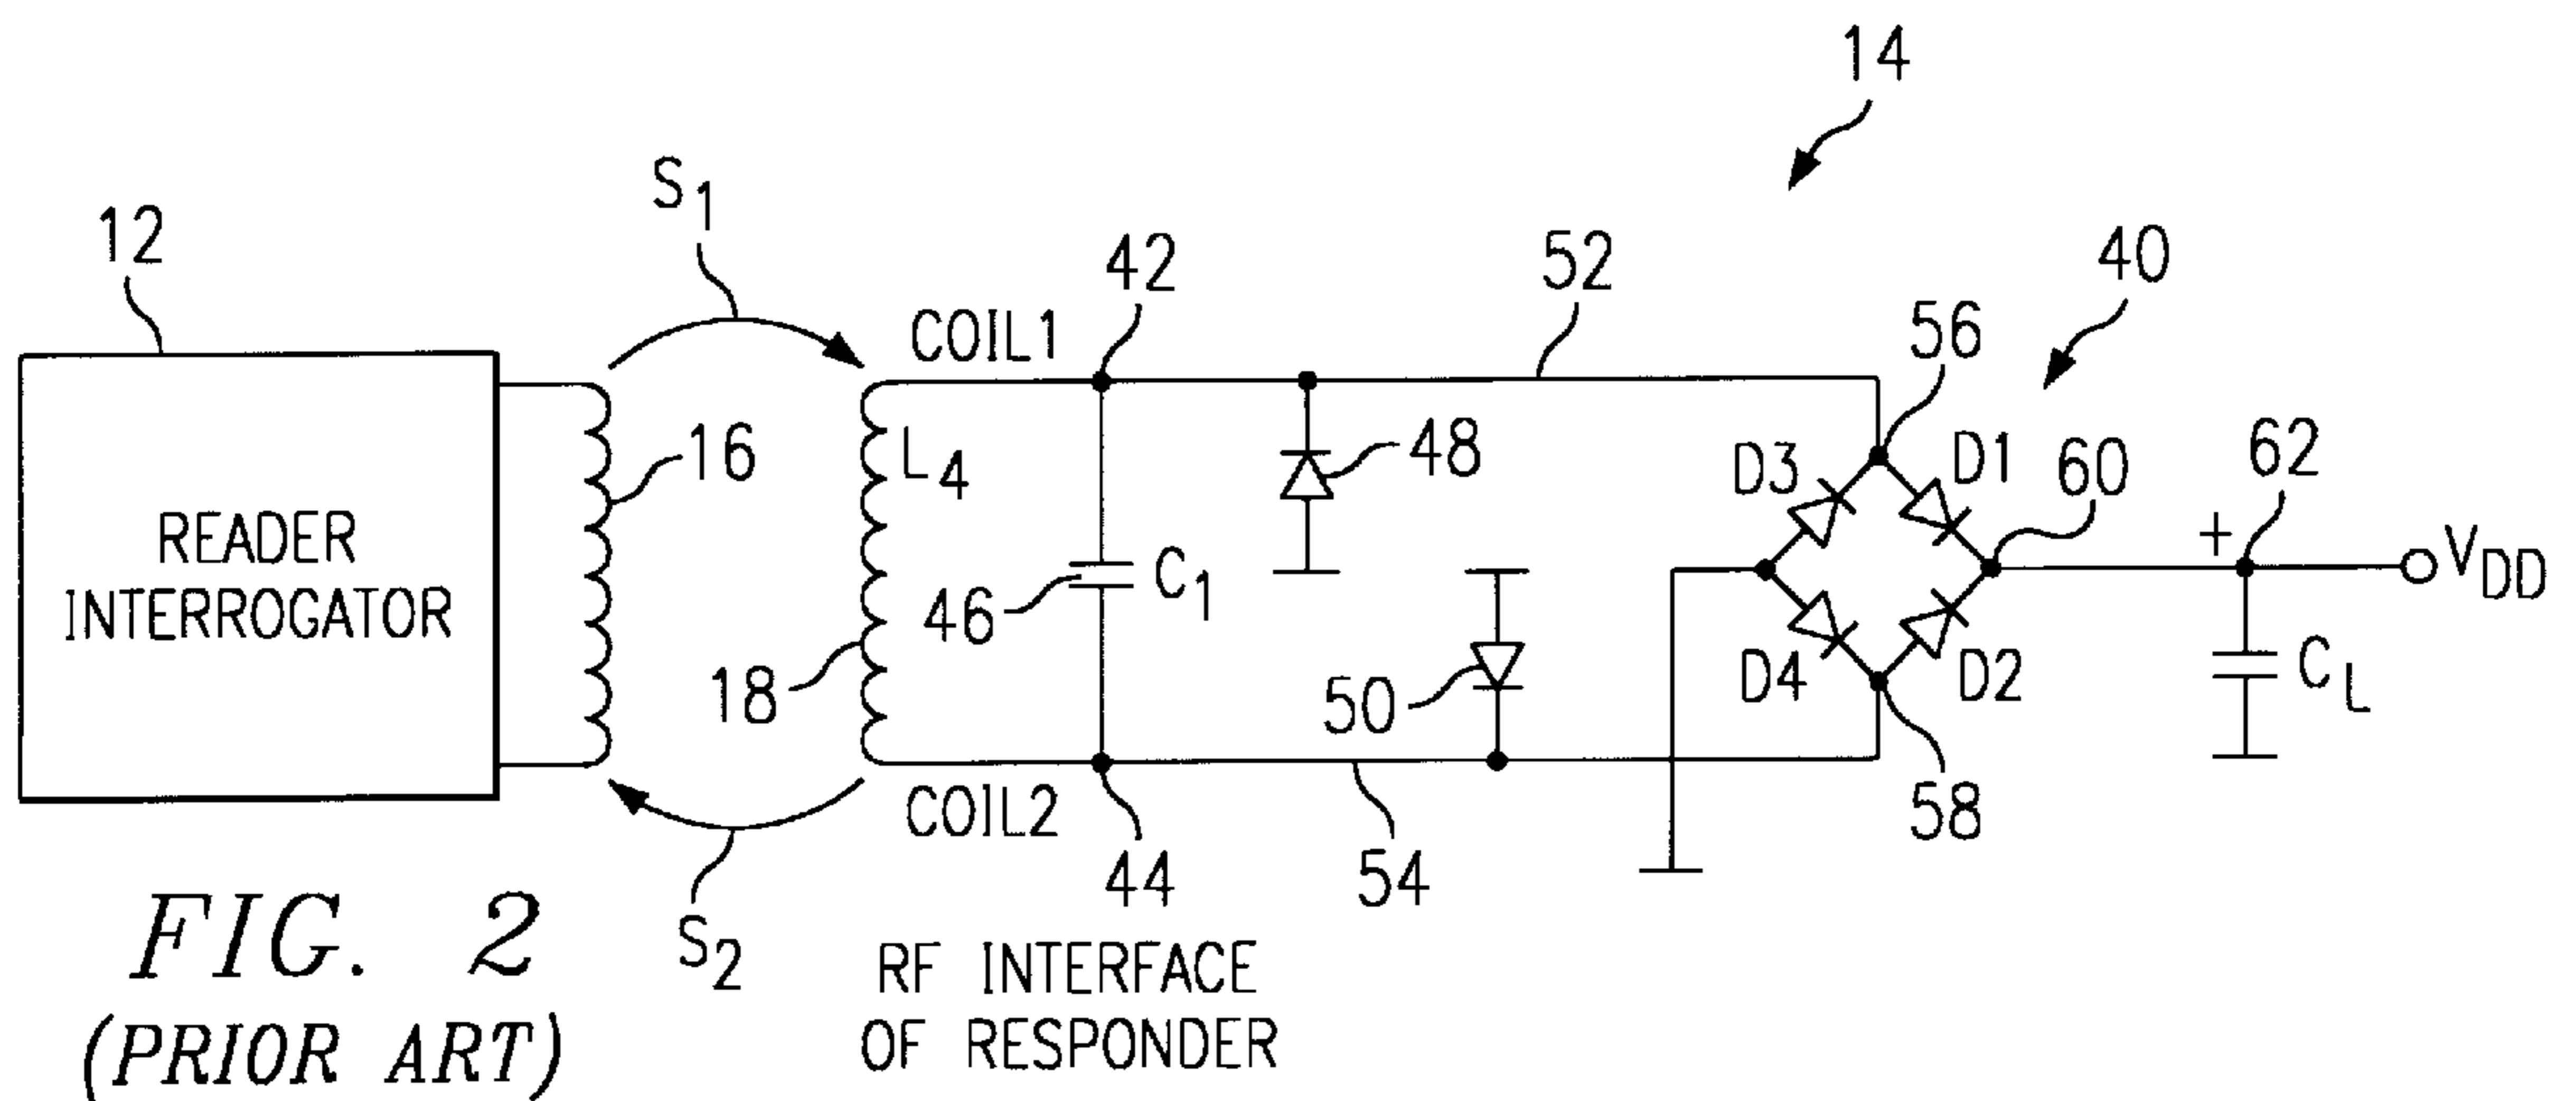 14
S1
12
42
52
40
COIL1
56
D3
D1
60
62
16
L4
48
READER
INTERROGATOR
C1
46
+
VDD
18
50
D4
D2
CL
COIL2
44
54
58
S2
FIG. 2
(PRIOR ART)
RF INTERFACE
OF RESPONDER